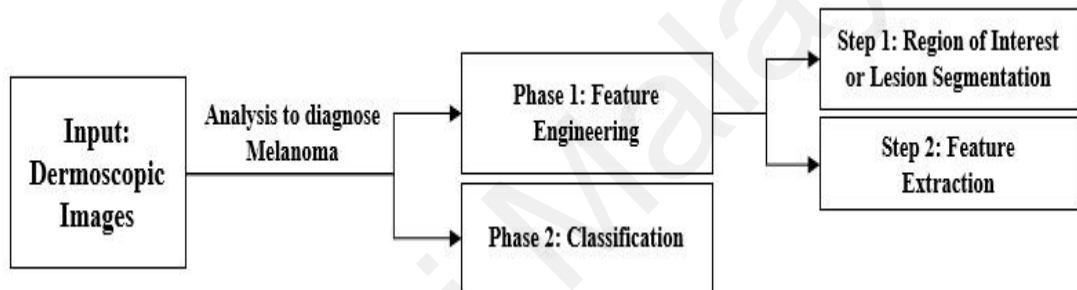 Input:
Dermoscopic
Images
Analysis to diagnose
Melanoma
Phase 1: Feature
Engineering
Phase 2: Classification
Step 1: Region of Interest
or Lesion Segmentation
Step 2: Feature
Extraction